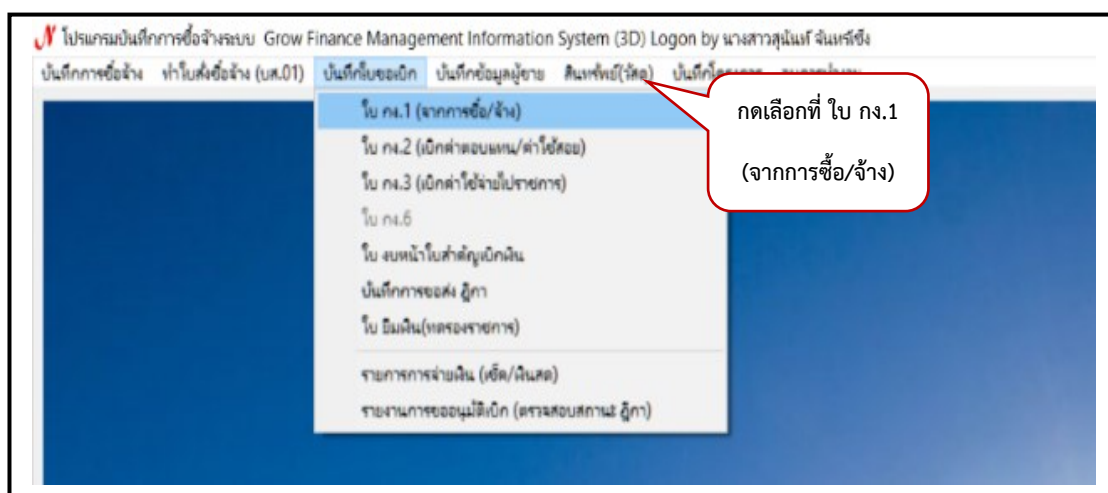 โปรแกรมบันทึกการซื้อจ้างระบบ Grow Finance Management Information System (3D) Logon by นางสาวสุนันท์ จันทร์เซ็ง
บันทึกการซื้อจ้าง ทำใบสั่งซื้อจ้าง (บส.01) บันทึกใบขอเบิก บันทึกข้อมูลผู้ขาย สินทรัพย์(วัสดุ)
ใบ กง.1 (จากการซื้อ/จ้าง)
ใบ กง.2 (เบิกค่าตอบแทน/ค่าใช้สอย)
ใบ กง.3 (เบิกค่าใช้จ่ายไปราชการ)
ใบ กง.6
ใบ งบหน้าใบสำคัญเบิกเงิน
บันทึกการขอส่ง ฎีกา
ใบ ยืมเงิน(ทดรองราชการ)
รายการการจ่ายเงิน (เช็ค/เงินสด)
รายงานการขออนุมัติเบิก (ตรวจสอบสถานะ ฎีกา)
กดเลือกที่ ใบ กง.1
(จากการซื้อ/จ้าง)